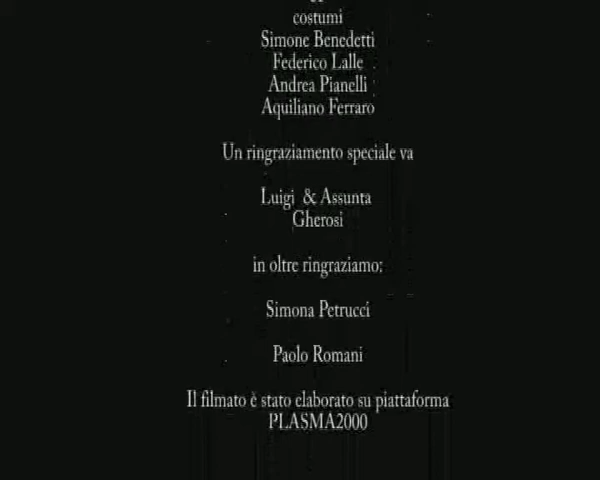 costumi
Simone Benedetti
Federico Lalle
Andrea Pianelli
Aquiliano Ferraro
Un ringraziamento speciale va
Luigi & Assunta
Gherosi
in oltre ringraziamo;
Simona Petrucci
Paolo Romani
Il filmato è stato elaborato su piattaforma
PLASMA2000